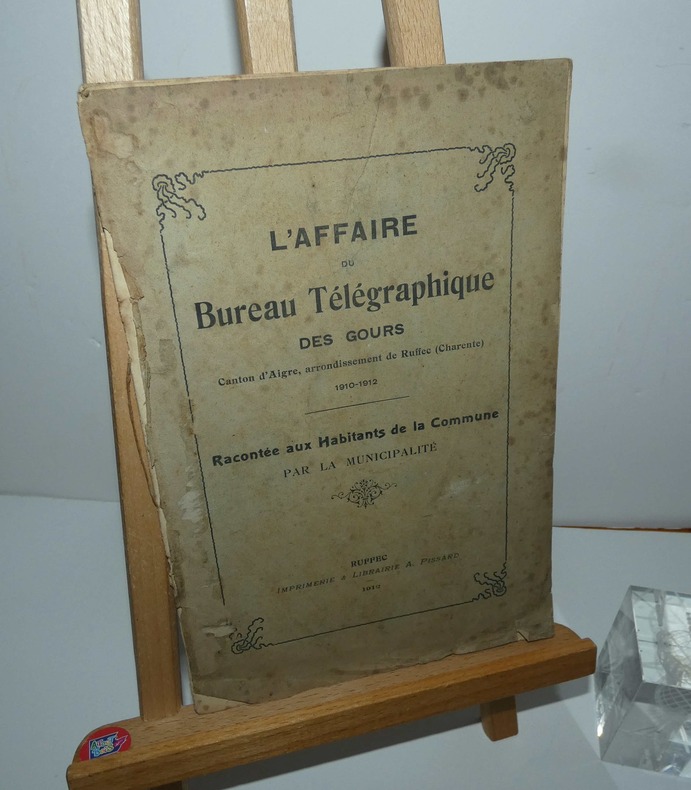 L'AFFAIRE
DU
Bureau Télégraphique
DES GOURS
Canton d'Aigre, arrondissement de Ruffec (Charente)
1910-1912
Racontée aux Habitants de la Commune
PAR LA MUNICIPALITÉ
RUFFEC
IMPRIMERIE & LIBRAIRIE A. PISSARD
1912